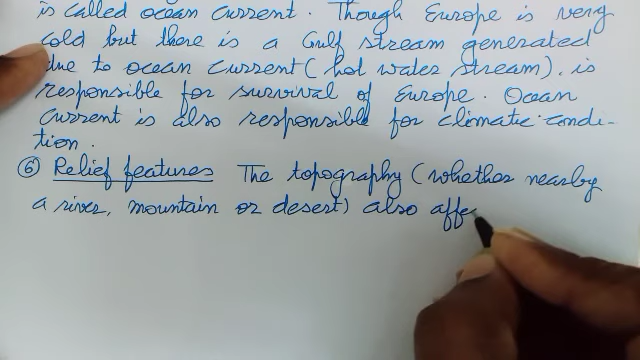 is called ocean current. Though Europe is very
cold but there is a Gulf stream generated
due to ocean current (hot water stream). is
responsible for survival of Europe. Ocean
current is also responsible for climatic condi-
tion.
⑥ Relief features The topography (whether nearby
a river, mountain or desert) also affe